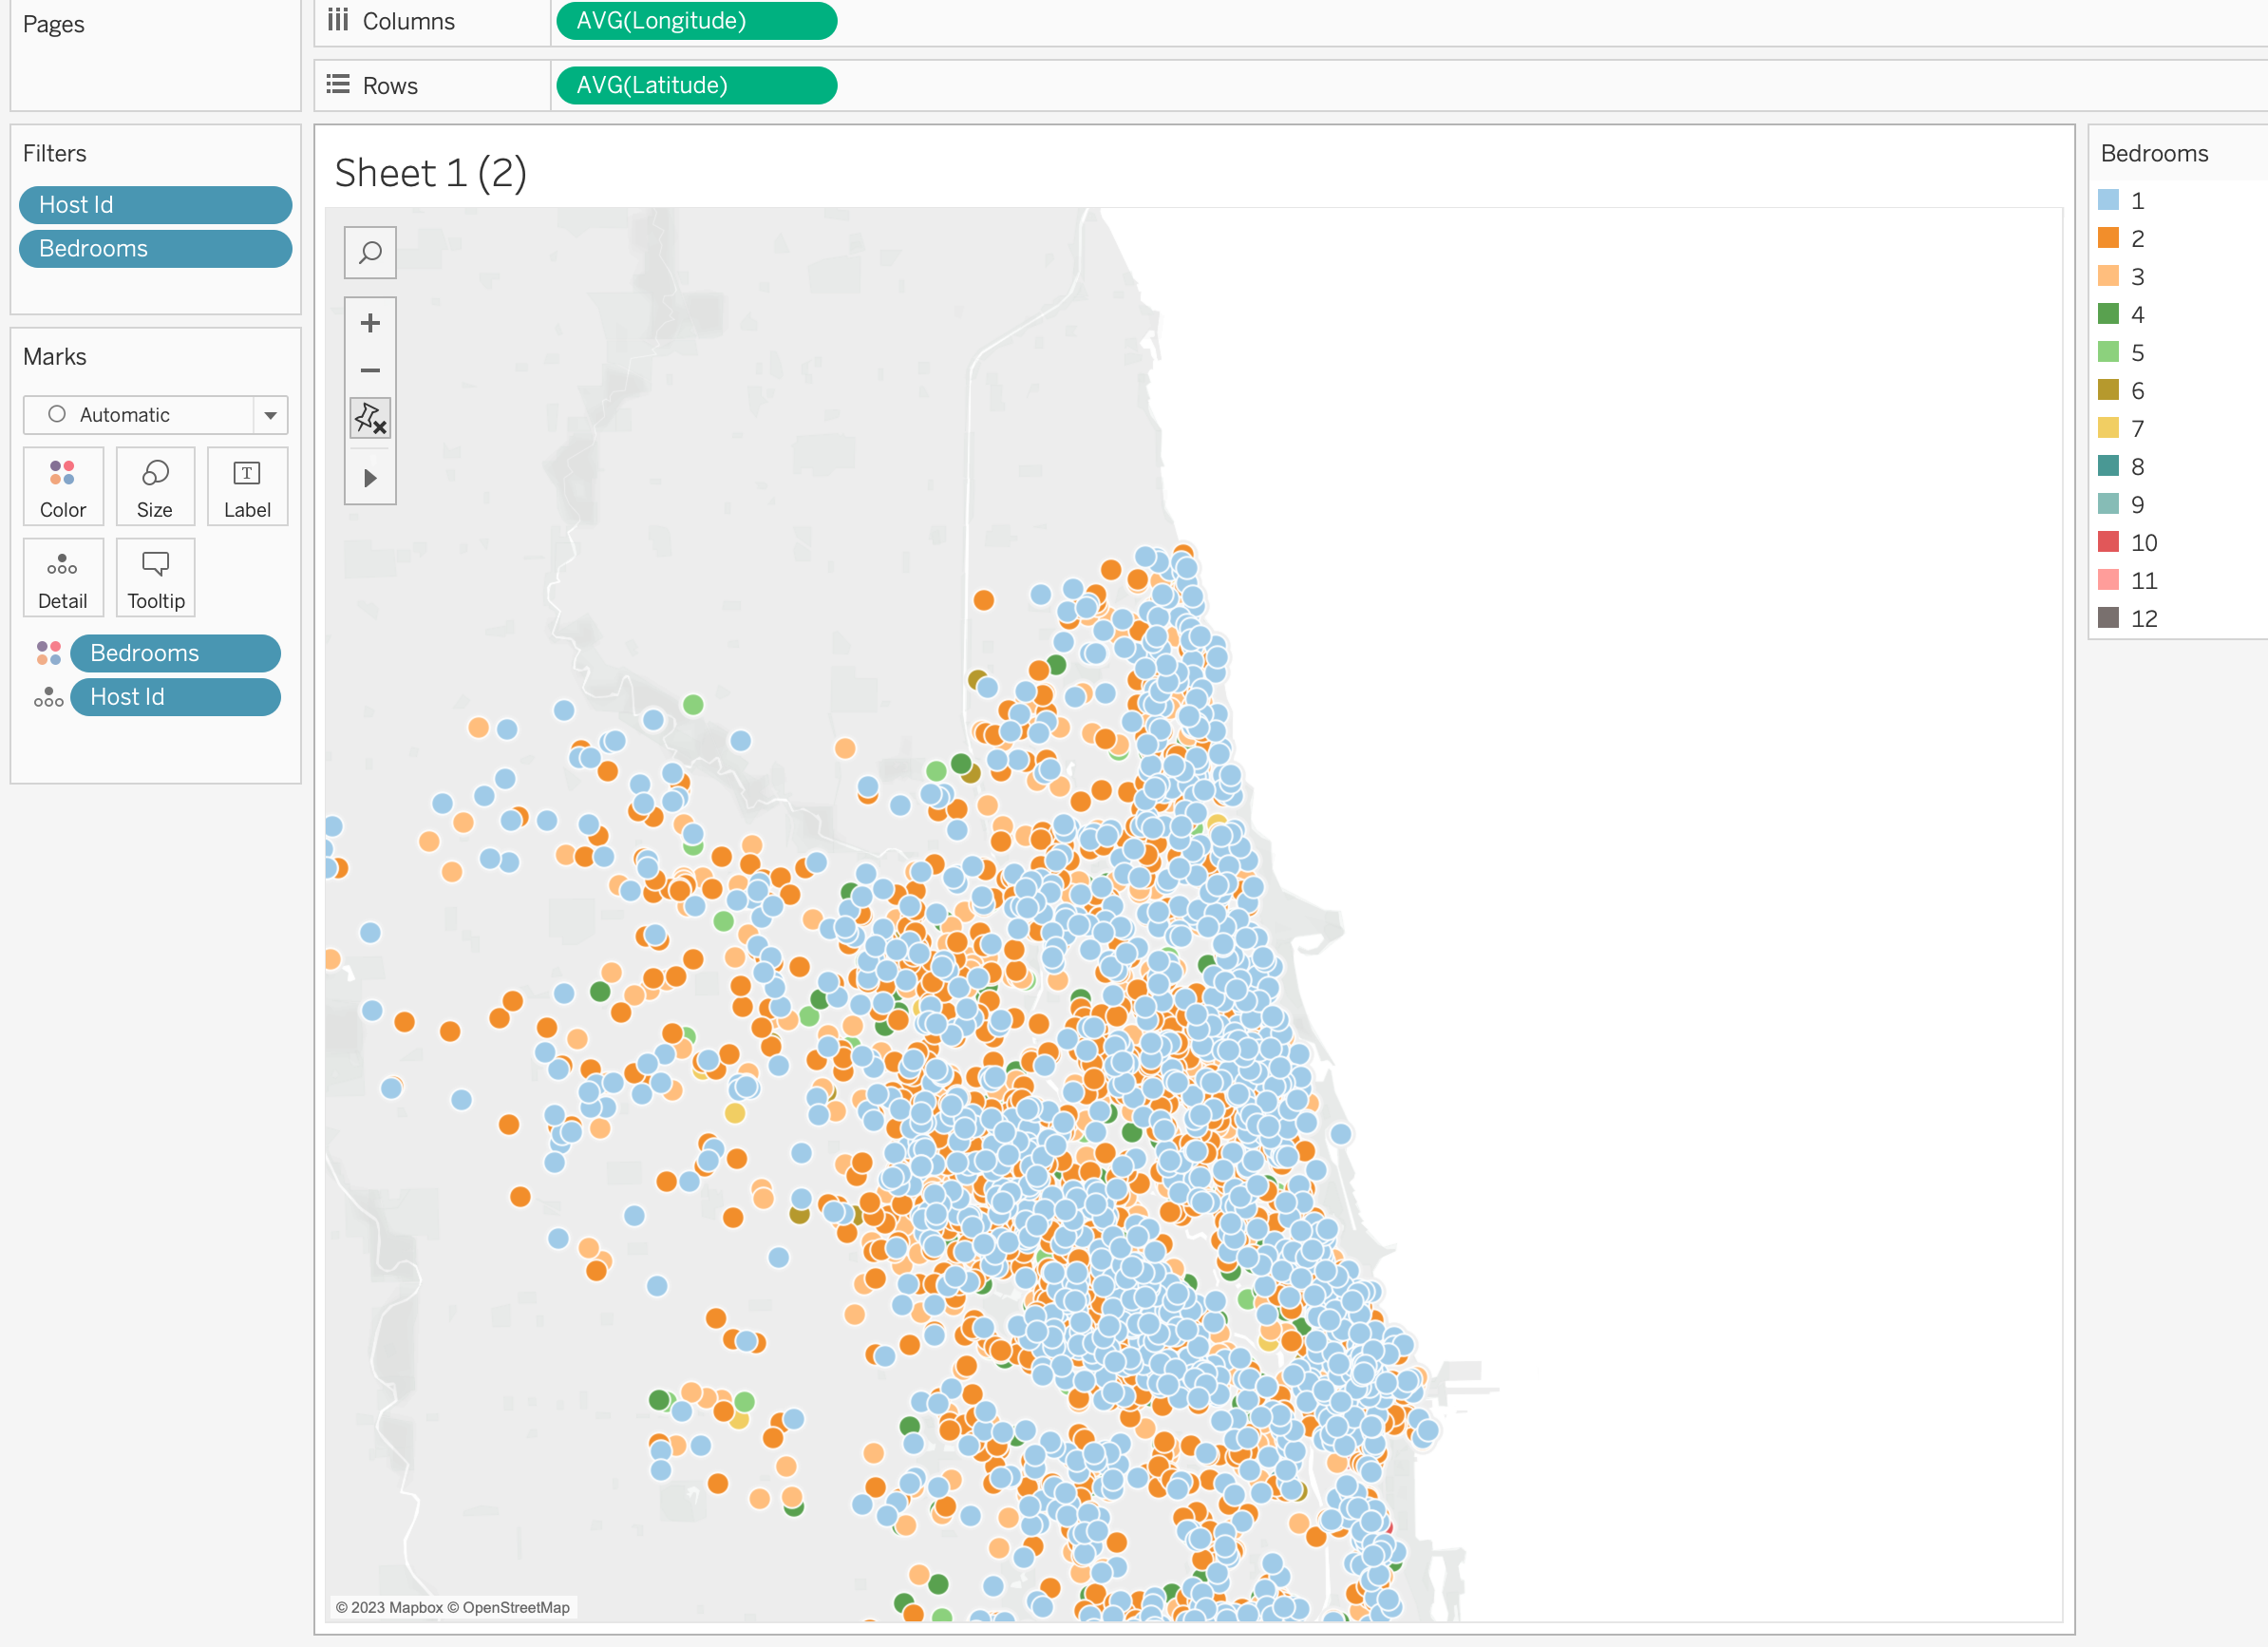 Pages
Columns
AVG(Longitude)
Rows
AVG(Latitude)
Filters
Host Id
Bedrooms
Marks
Automatic
Color
Size
T
Label
Detail
Tooltip
Bedrooms
Host Id
Sheet 1 (2)
© 2023 Mapbox © OpenStreetMap
Bedrooms
1
2
3
4
5
6
7
8
9
10
11
12